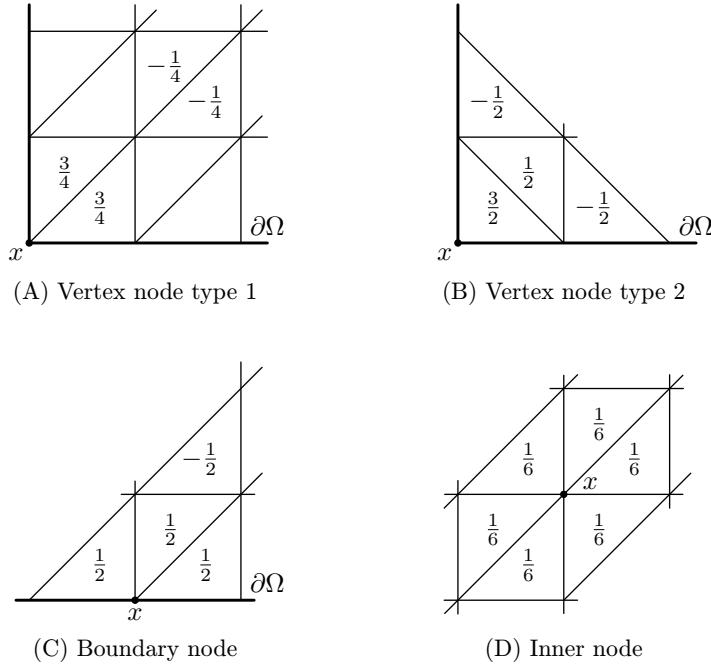 −1/4
−1/4
3/4
3/4
x
∂Ω
(A) Vertex node type 1
−1/2
1/2
3/2
−1/2
x
∂Ω
(B) Vertex node type 2
−1/2
1/2
1/2
1/2
x
∂Ω
(C) Boundary node
1/6
1/6
1/6
x
1/6
1/6
1/6
(D) Inner node